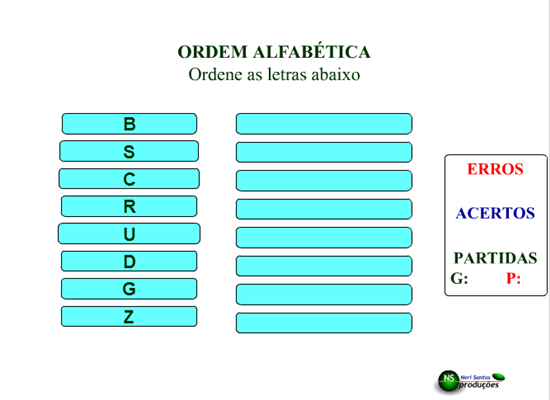 ORDEM ALFABÉTICA
Ordene as letras abaixo
B
S
C
R
U
D
G
Z
ERROS
ACERTOS
PARTIDAS
G: P:
NS Neri Santos
produções